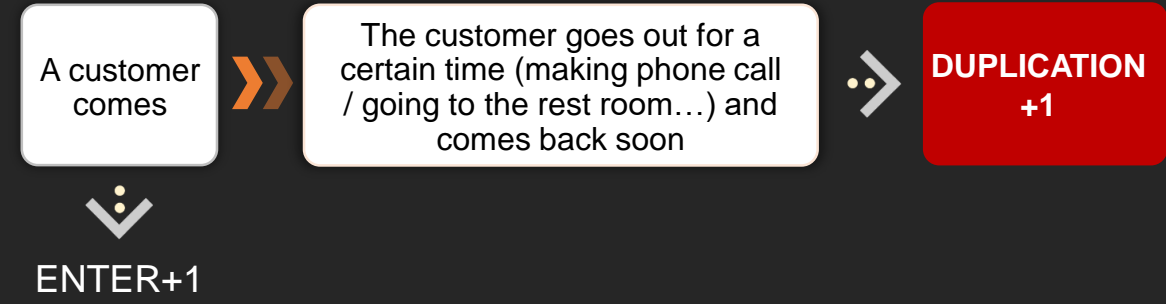 A customer
comes
The customer goes out for a
certain time (making phone call
/ going to the rest room…) and
comes back soon
DUPLICATION
+1
ENTER+1